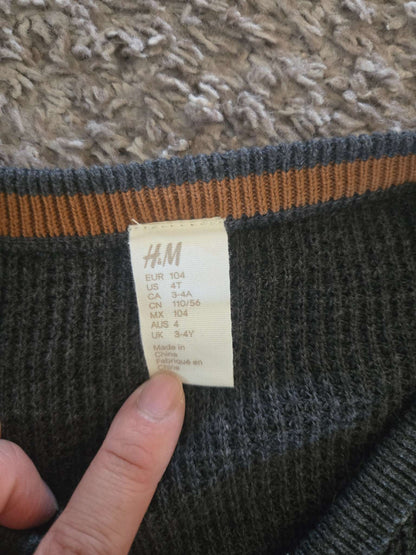 H&M
EUR 104
US 4T
CA 3-4A
CN 110/56
MX 104
AUS 4
UK 3-4Y
Made in
China
Fabriqué en
Chine